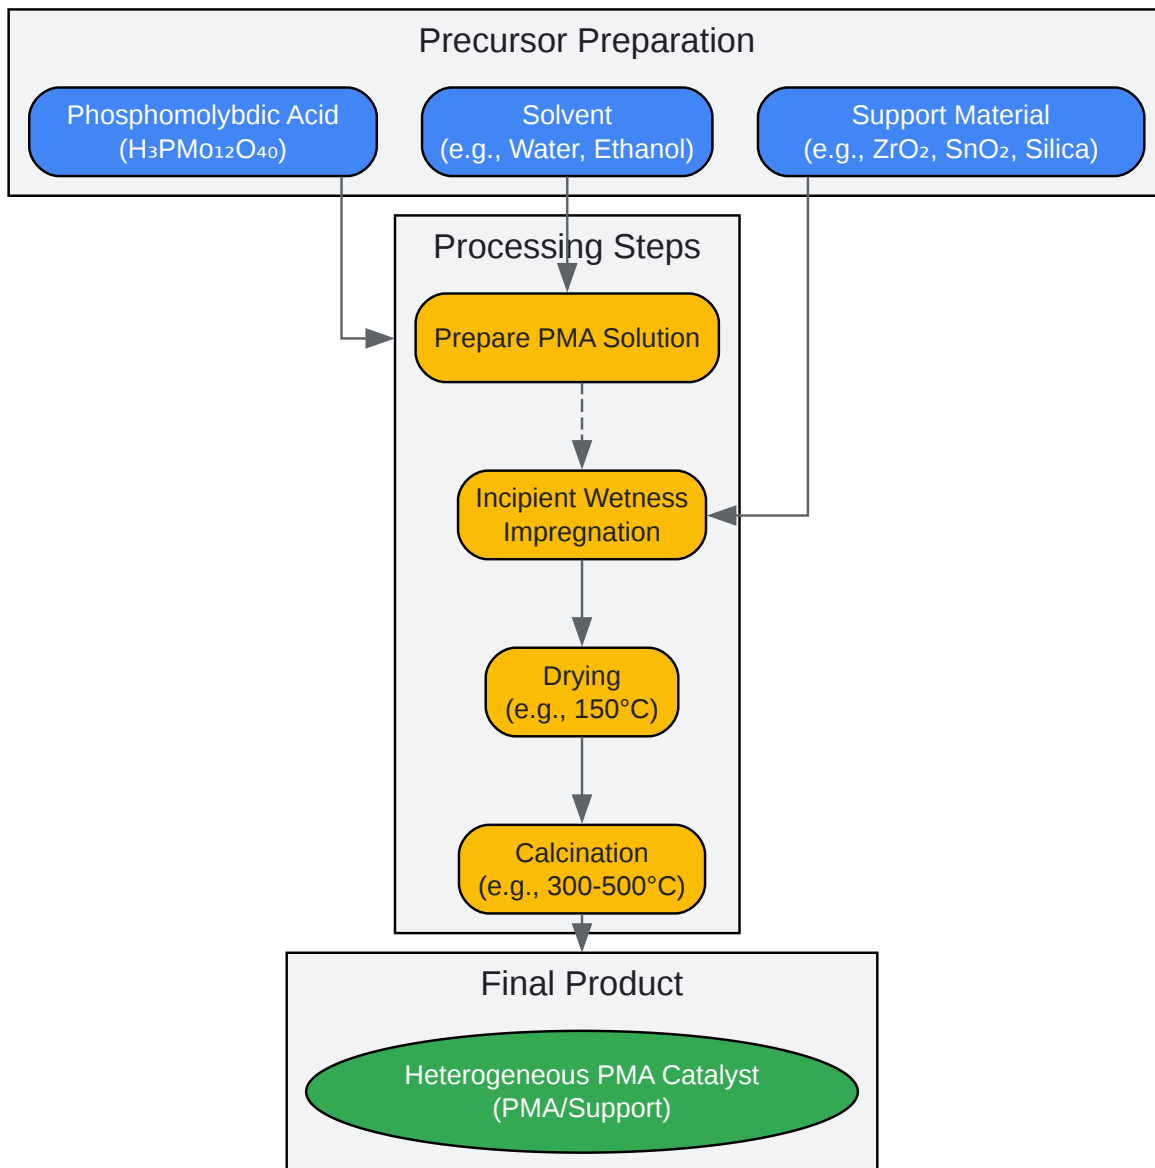 Precursor Preparation
Phosphomolybdic Acid
(H₃PMo₁₂O₄₀)
Solvent
(e.g., Water, Ethanol)
Support Material
(e.g., ZrO₂, SnO₂, Silica)
Processing Steps
Prepare PMA Solution
Incipient Wetness
Impregnation
Drying
(e.g., 150°C)
Calcination
(e.g., 300-500°C)
Final Product
Heterogeneous PMA Catalyst
(PMA/Support)